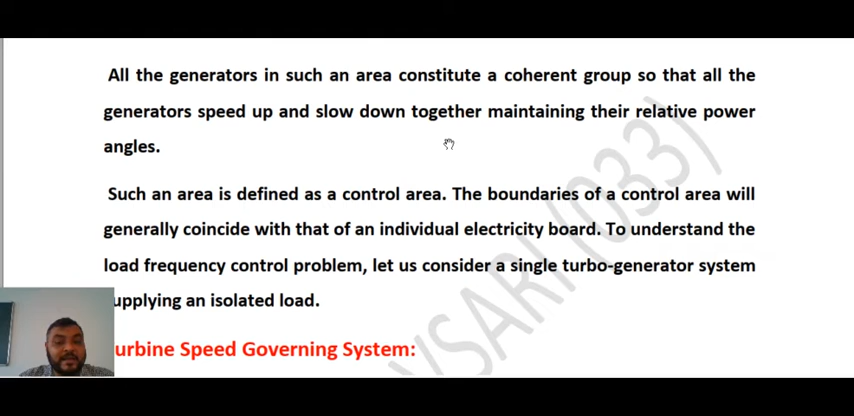 All the generators in such an area constitute a coherent group so that all the
generators speed up and slow down together maintaining their relative power
angles.
Such an area is defined as a control area. The boundaries of a control area will
generally coincide with that of an individual electricity board. To understand the
load frequency control problem, let us consider a single turbo-generator system
upplying an isolated load.
urbine Speed Governing System:
VSARI (033)